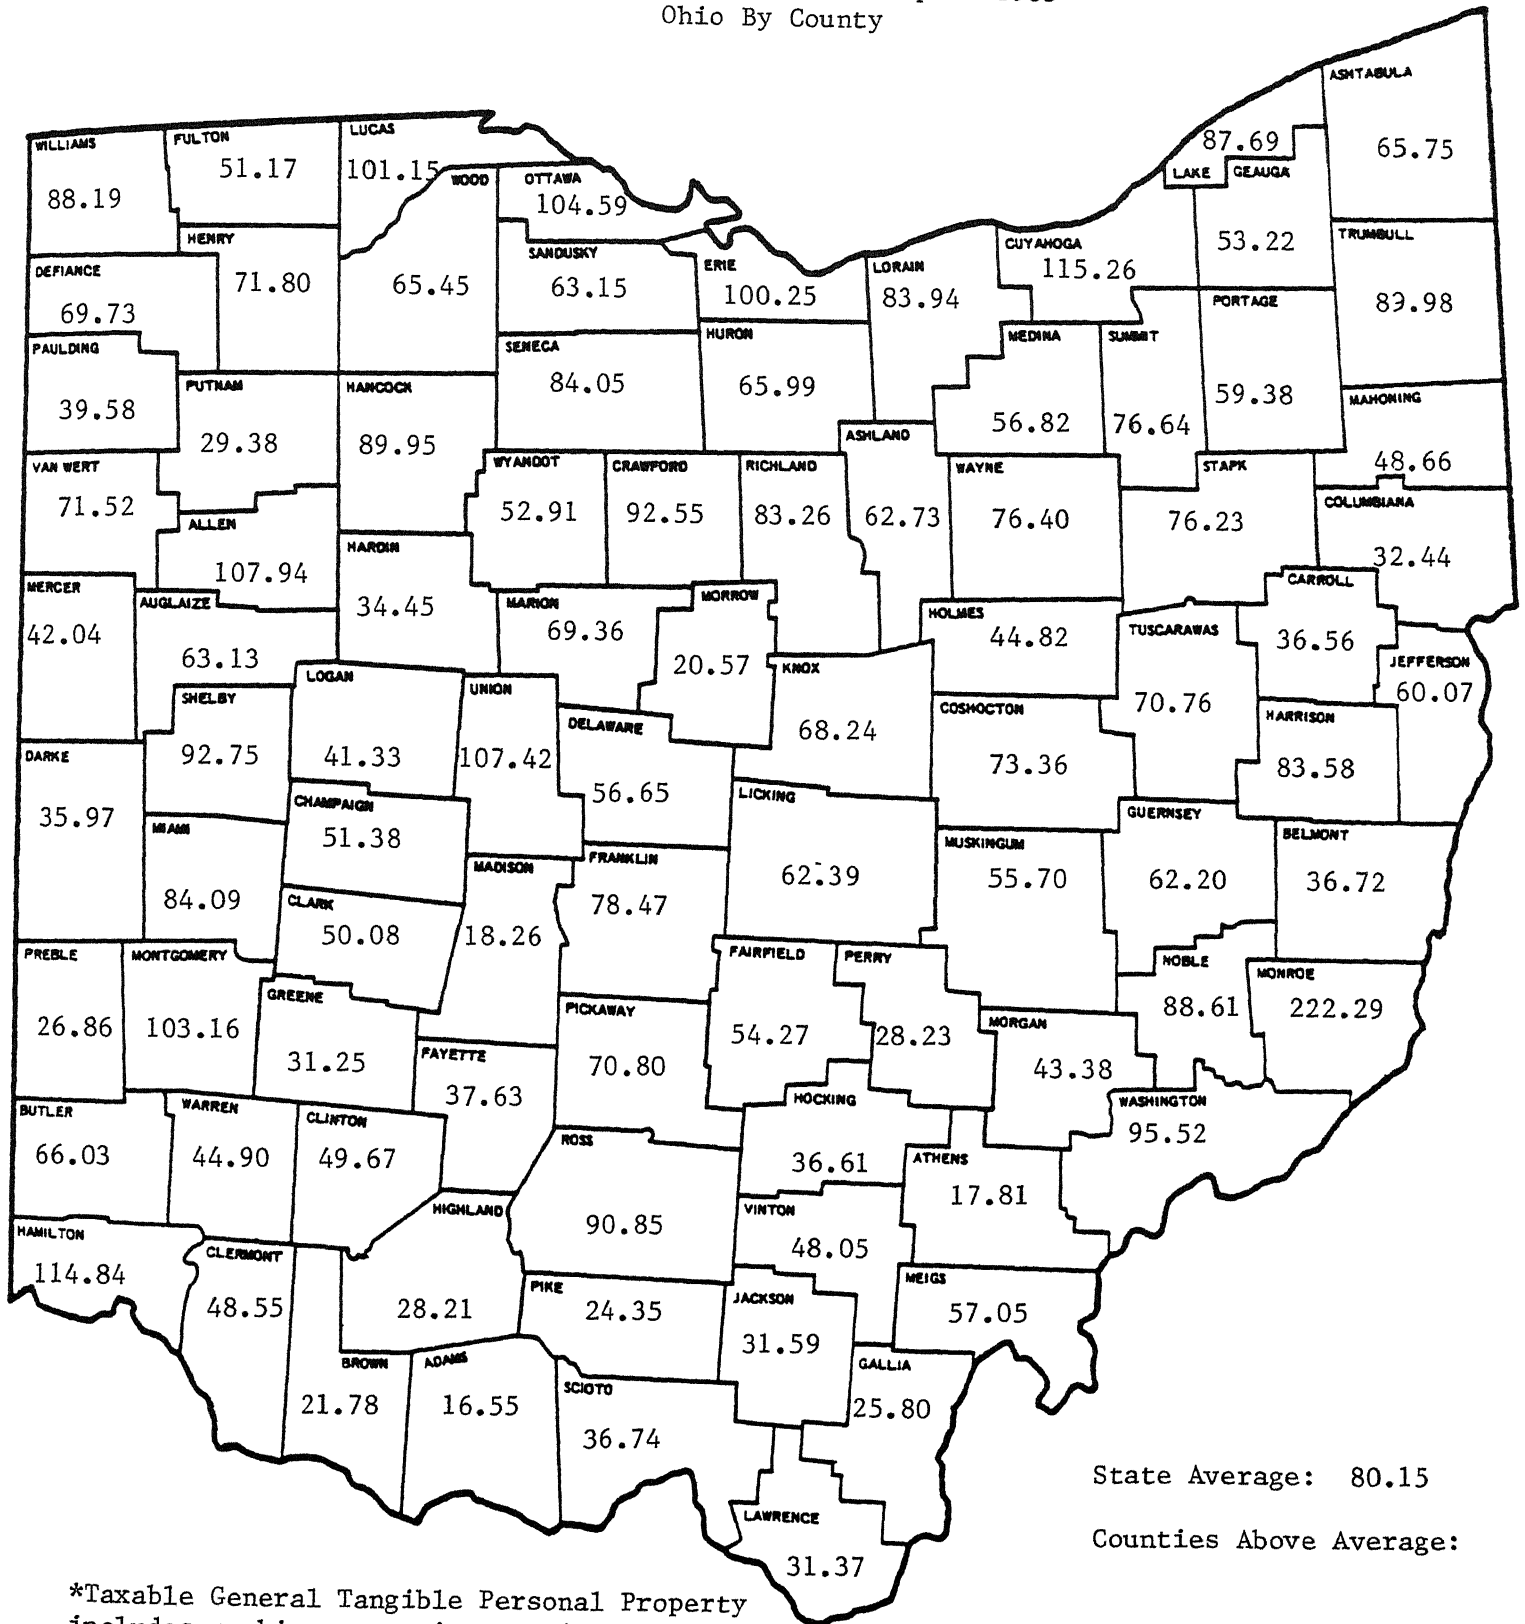 Ohio By County
ASHTABULA
65.75
87.69
LAKE GEAUGA
53.22
WILLIAMS
88.19
FULTON
51.17
LUCAS
101.15
WOOD
65.45
OTTAWA
104.59
HENRY
71.80
DEFIANCE
69.73
SANDUSKY
63.15
ERIE
100.25
LORAIN
83.94
CUYAHOGA
115.26
TRUMBULL
89.98
PORTAGE
59.38
PAULDING
39.58
PUTNAM
29.38
HANCOCK
89.95
SENECA
84.05
HURON
65.99
MEDINA
56.82
SUMMIT
76.64
MAHONING
48.66
VAN WERT
71.52
ALLEN
107.94
WYANDOT
52.91
CRAWFORD
92.55
RICHLAND
83.26
ASHLAND
62.73
WAYNE
76.40
STAPK
76.23
COLUMBIANA
32.44
MERCER
42.04
AUGLAIZE
63.13
HARDIN
34.45
MARION
69.36
MORROW
20.57
HOLMES
44.82
TUSCARAWAS
70.76
CARROLL
36.56
JEFFERSON
60.07
SHELBY
92.75
LOGAN
41.33
UNION
107.42
DELAWARE
56.65
KNOX
68.24
COSHOCTON
73.36
HARRISON
83.58
DARKE
35.97
MIAMI
84.09
CHAMPAIGN
51.38
MADISON
18.26
FRANKLIN
78.47
LICKING
62.39
MUSKINGUM
55.70
GUERNSEY
62.20
BELMONT
36.72
CLARK
50.08
PREBLE
26.86
MONTGOMERY
103.16
GREENE
31.25
FAYETTE
37.63
PICKAWAY
70.80
FAIRFIELD
54.27
PERRY
28.23
MORGAN
43.38
NOBLE
88.61
MONROE
222.29
BUTLER
66.03
WARREN
44.90
CLINTON
49.67
ROSS
90.85
HOCKING
36.61
ATHENS
17.81
WASHINGTON
95.52
HAMILTON
114.84
CLERMONT
48.55
HIGHLAND
28.21
PIKE
24.35
VINTON
48.05
JACKSON
31.59
MEIGS
57.05
BROWN
21.78
ADAMS
16.55
SCIOTO
36.74
GALLIA
25.80
LAWRENCE
31.37
State Average: 80.15
Counties Above Average:
*Taxable General Tangible Personal Property